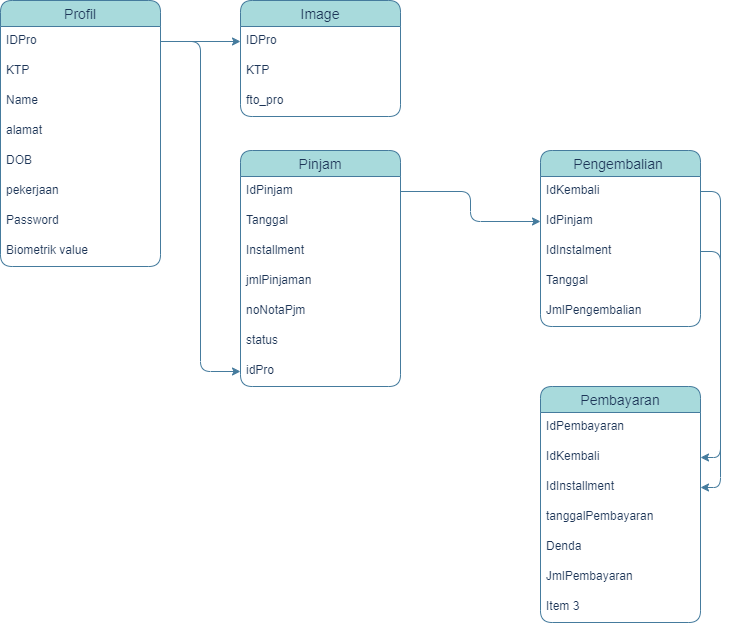 Profil
IDPro
KTP
Name
alamat
DOB
pekerjaan
Password
Biometrik value
Image
IDPro
KTP
fto_pro
Pinjam
IdPinjam
Tanggal
Installment
jmlPinjaman
noNotaPjm
status
idPro
Pengembalian
IdKembali
IdPinjam
IdInstalment
Tanggal
JmlPengembalian
Pembayaran
IdPembayaran
IdKembali
IdInstallment
tanggalPembayaran
Denda
JmlPembayaran
Item 3